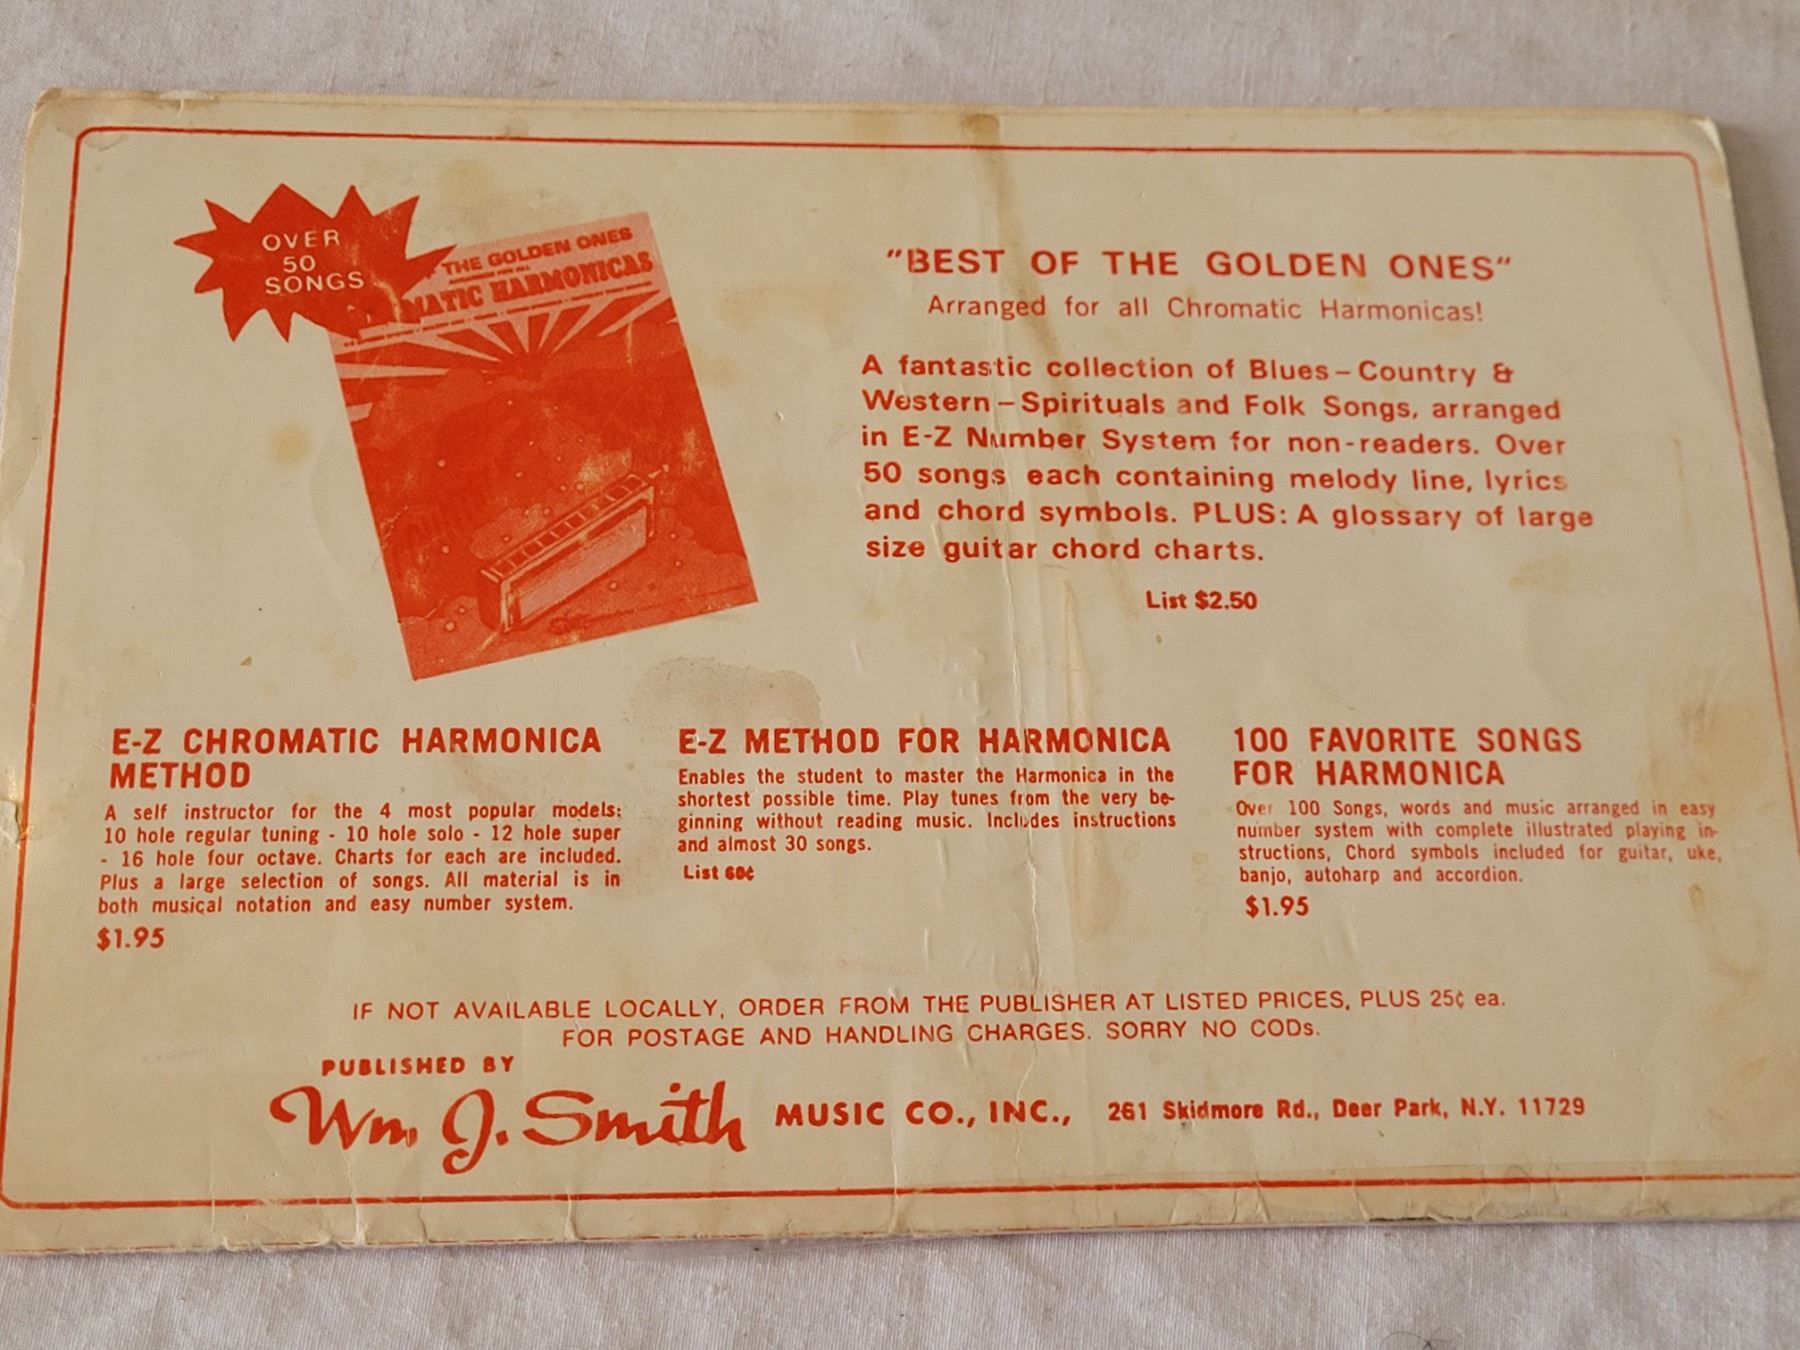 OVER
50
SONGS
THE GOLDEN ONES
MATIC HARMONICAS
"BEST OF THE GOLDEN ONES"
Arranged for all Chromatic Harmonicas!
A fantastic collection of Blues – Country &
Western – Spirituals and Folk Songs, arranged
in E-Z Number System for non-readers. Over
50 songs each containing melody line, lyrics
and chord symbols. PLUS: A glossary of large
size guitar chord charts.
List $2.50
E-Z CHROMATIC HARMONICA
METHOD
A self instructor for the 4 most popular models:
10 hole regular tuning - 10 hole solo - 12 hole super
- 16 hole four octave. Charts for each are included.
Plus a large selection of songs. All material is in
both musical notation and easy number system.
$1.95
E-Z METHOD FOR HARMONICA
Enables the student to master the Harmonica in the
shortest possible time. Play tunes from the very be-
ginning without reading music. Includes instructions
and almost 30 songs.
List 60¢
100 FAVORITE SONGS
FOR HARMONICA
Over 100 Songs, words and music arranged in easy
number system with complete illustrated playing in-
structions, Chord symbols included for guitar, uke,
banjo, autoharp and accordion.
$1.95
IF NOT AVAILABLE LOCALLY, ORDER FROM THE PUBLISHER AT LISTED PRICES, PLUS 25¢ ea.
FOR POSTAGE AND HANDLING CHARGES. SORRY NO CODs.
PUBLISHED BY
Wm. J. Smith MUSIC CO., INC., 261 Skidmore Rd., Deer Park, N.Y. 11729